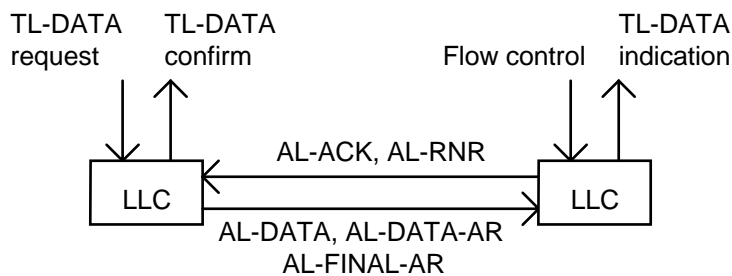 TL-DATA request
TL-DATA confirm
Flow control
TL-DATA indication
AL-ACK, AL-RNR
LLC
LLC
AL-DATA, AL-DATA-AR
AL-FINAL-AR